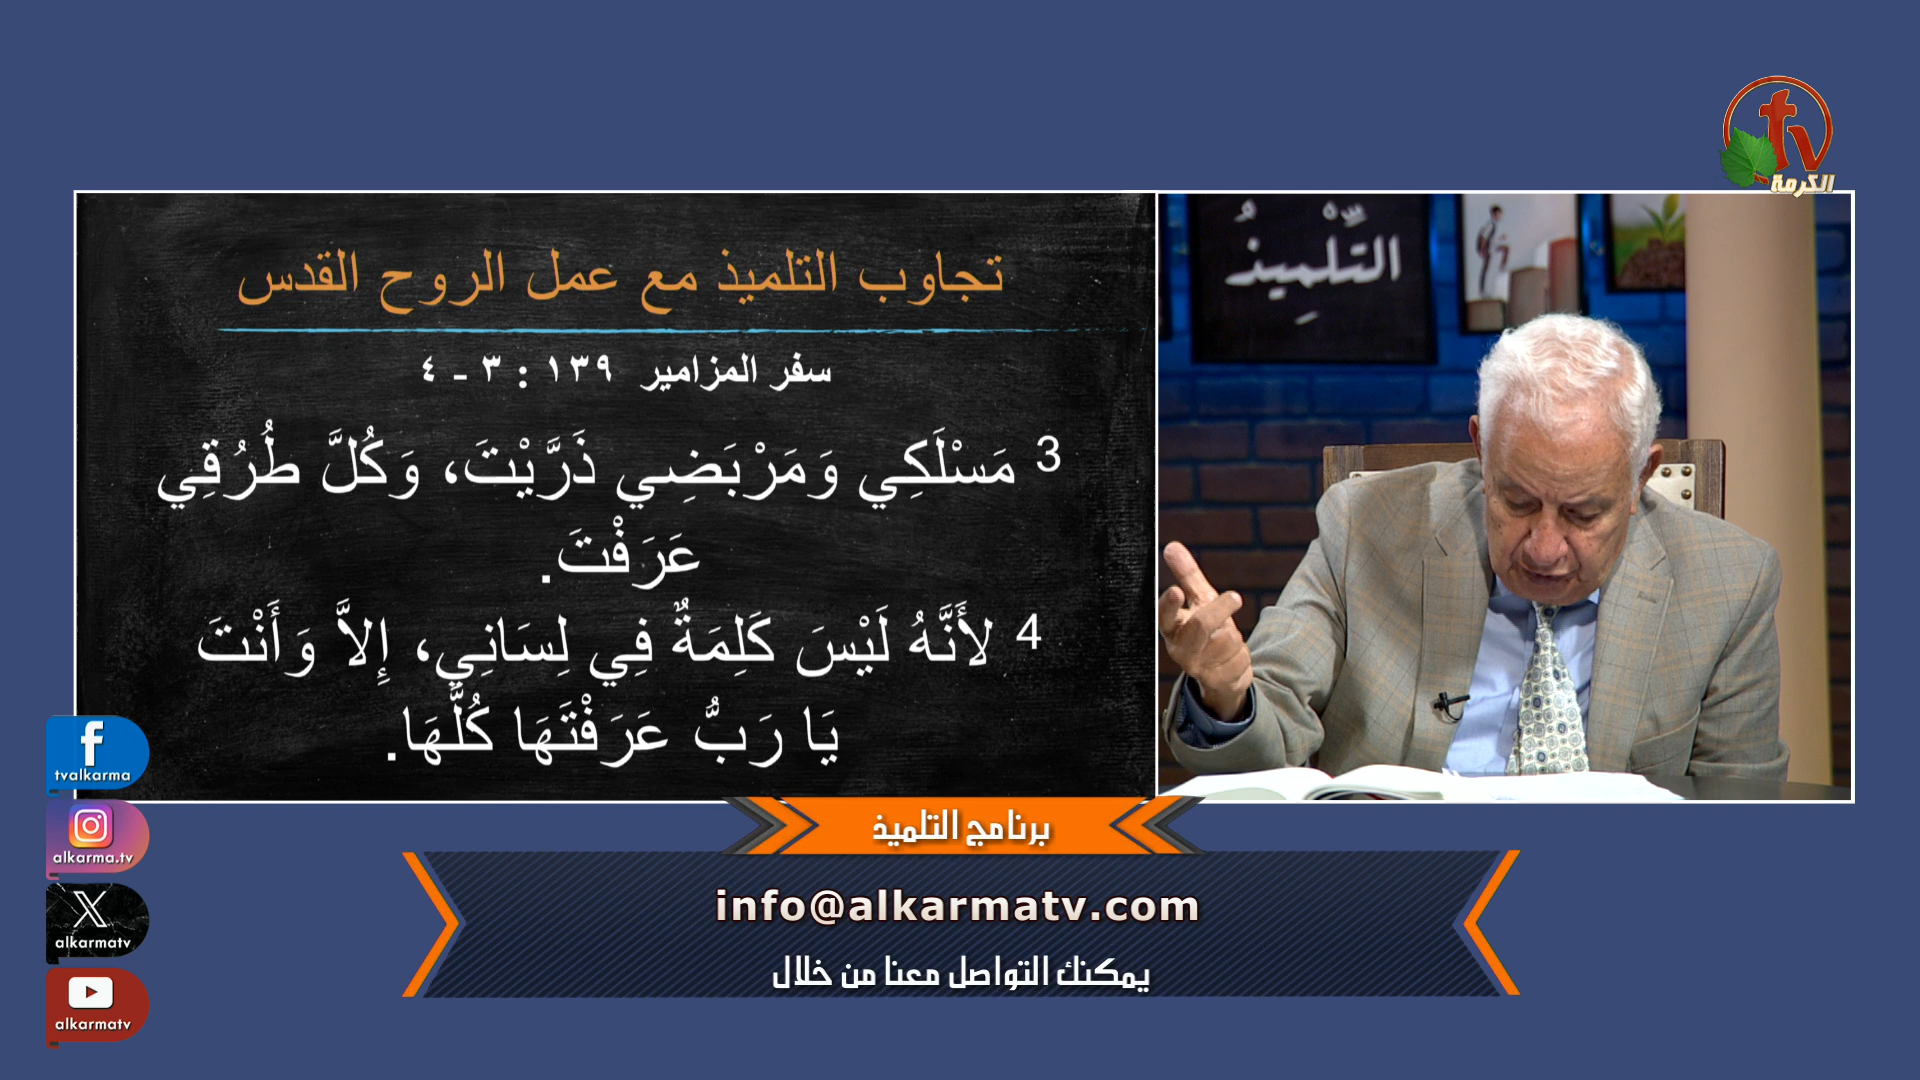 tv
الكرمة
تجاوب التلميذ مع عمل الروح القدس
سفر المزامير ١٣٩ : ٣ - ٤
3 مَسْلَكِي وَمَرْبَضِي ذَرَّيْتَ، وَكُلَّ طُرُقِي
عَرَفْتَ.
4 لأَنَّهُ لَيْسَ كَلِمَةٌ فِي لِسَانِي، إِلاَّ وَأَنْتَ
يَا رَبُّ عَرَفْتَهَا كُلَّهَا.
التِّلْمِيذُ
tvalkarma
alkarma.tv
alkarmatv
alkarmatv
برنامج التلميذ
info@alkarmatv.com
يمكنك التواصل معنا من خلال